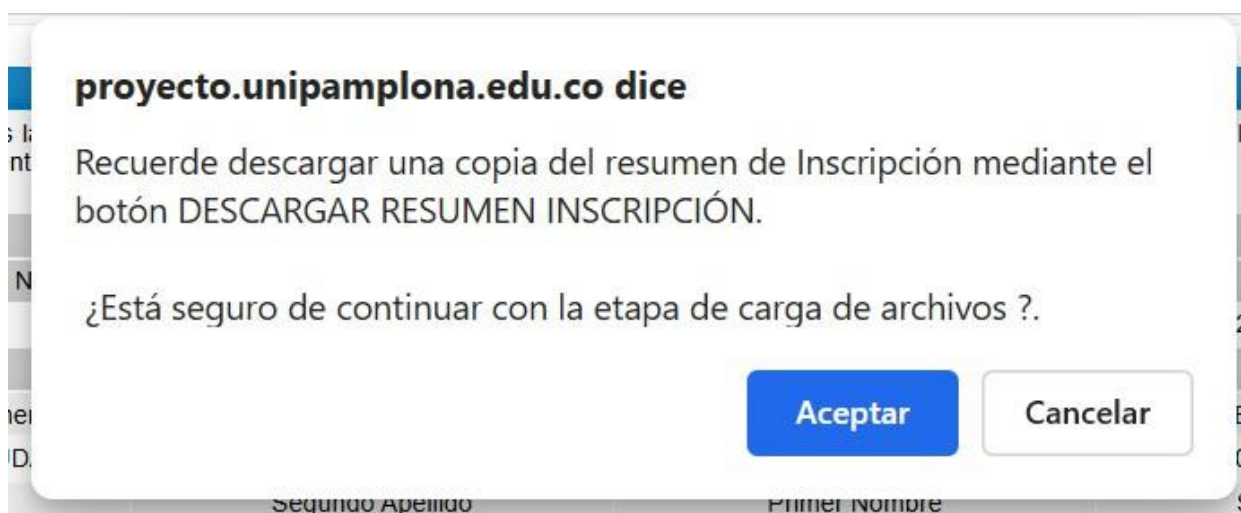 proyecto.unipamplona.edu.co dice
Recuerde descargar una copia del resumen de Inscripción mediante el
botón DESCARGAR RESUMEN INSCRIPCIÓN.
¿Está seguro de continuar con la etapa de carga de archivos ?.
Aceptar Cancelar
Segundo Apellido Primer Nombre